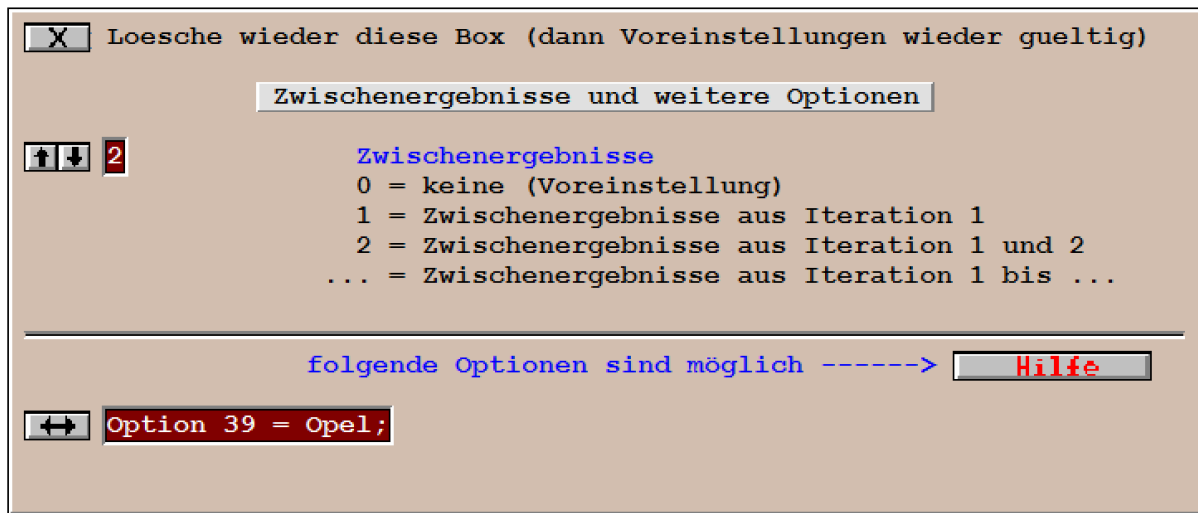 X Loesche wieder diese Box (dann Voreinstellungen wieder gueltig)
Zwischenergebnisse und weitere Optionen
2 Zwischenergebnisse
0 = keine (Voreinstellung)
1 = Zwischenergebnisse aus Iteration 1
2 = Zwischenergebnisse aus Iteration 1 und 2
... = Zwischenergebnisse aus Iteration 1 bis ...
folgende Optionen sind möglich ------> Hilfe
Option 39 = Opel;